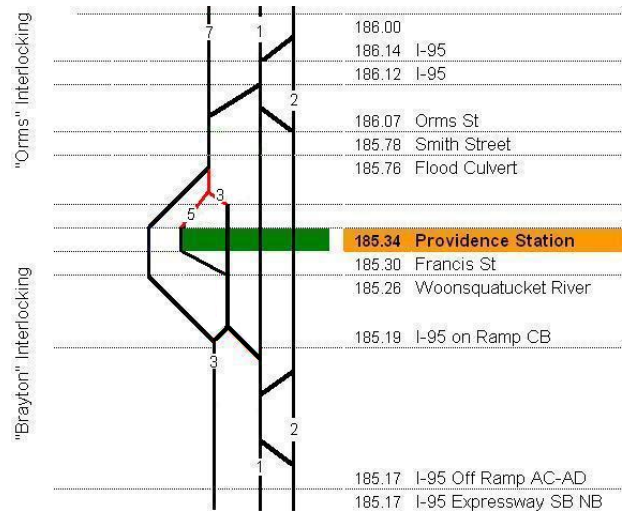 "Orms" Interlocking
"Brayton" Interlocking
7
1
2
3
5
3
2
1
186.00
186.14 I-95
186.12 I-95
186.07 Orms St
185.78 Smith Street
185.76 Flood Culvert
185.34 Providence Station
185.30 Francis St
185.26 Woonsquatucket River
185.19 I-95 on Ramp CB
185.17 I-95 Off Ramp AC-AD
185.17 I-95 Expressway SB NB